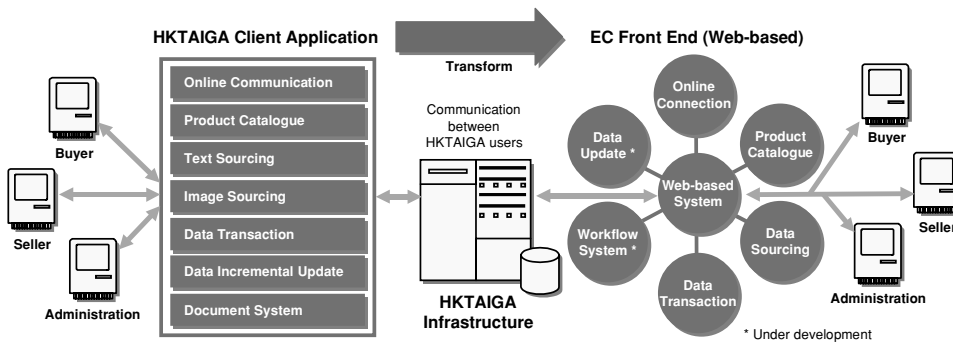 HKTAIGA Client Application
Transform
EC Front End (Web-based)
Buyer
Seller
Administration
Online Communication
Product Catalogue
Text Sourcing
Image Sourcing
Data Transaction
Data Incremental Update
Document System
Communication
between
HKTAIGA users
HKTAIGA
Infrastructure
Online
Connection
Data
Update *
Product
Catalogue
Web-based
System
Workflow
System *
Data
Sourcing
Data
Transaction
Buyer
Seller
Administration
* Under development